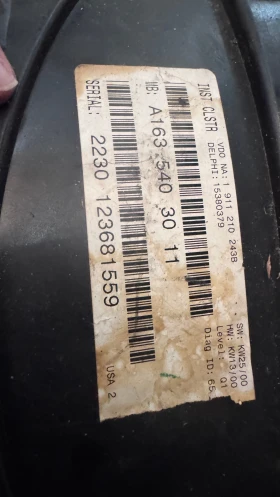 INST CLSTR
VDO NA: 1 911 210 243B
DELPHI: 15380379
SW: KW25/00
HW: KW13/00
Level: Q1
Diag ID: 65
MB: A163 540 30 11
SERIAL: 2230 123681559
USA 2